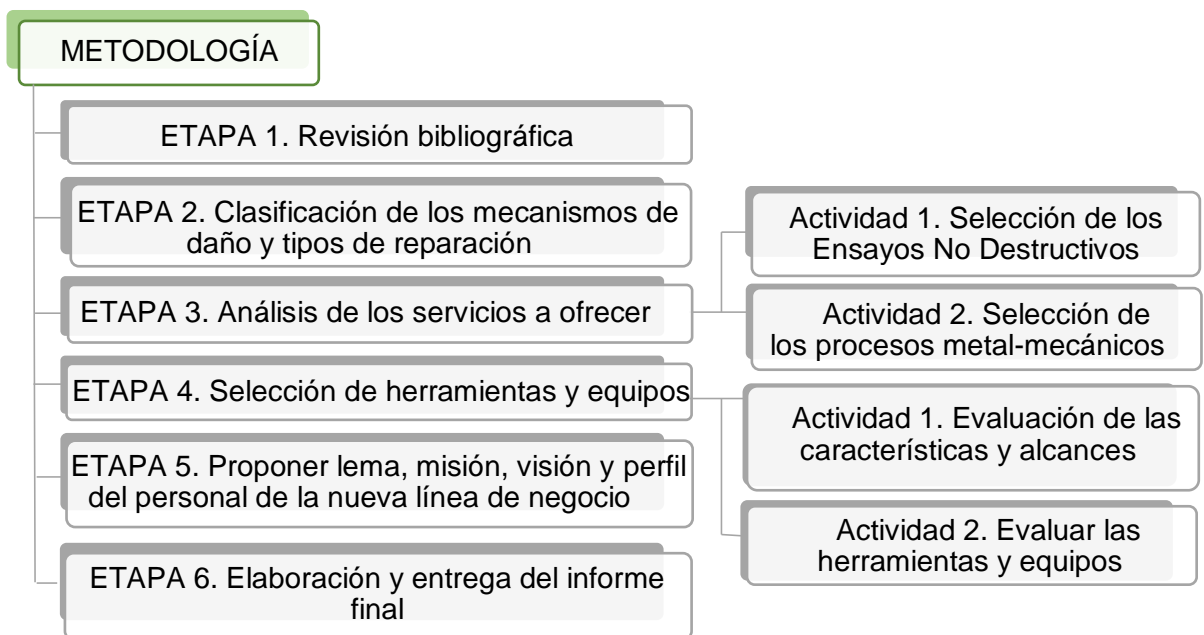 METODOLOGÍA
ETAPA 1. Revisión bibliográfica
ETAPA 2. Clasificación de los mecanismos de
daño y tipos de reparación
ETAPA 3. Análisis de los servicios a ofrecer
Actividad 1. Selección de los
Ensayos No Destructivos
Actividad 2. Selección de
los procesos metal-mecánicos
ETAPA 4. Selección de herramientas y equipos
Actividad 1. Evaluación de las
características y alcances
Actividad 2. Evaluar las
herramientas y equipos
ETAPA 5. Proponer lema, misión, visión y perfil
del personal de la nueva línea de negocio
ETAPA 6. Elaboración y entrega del informe
final